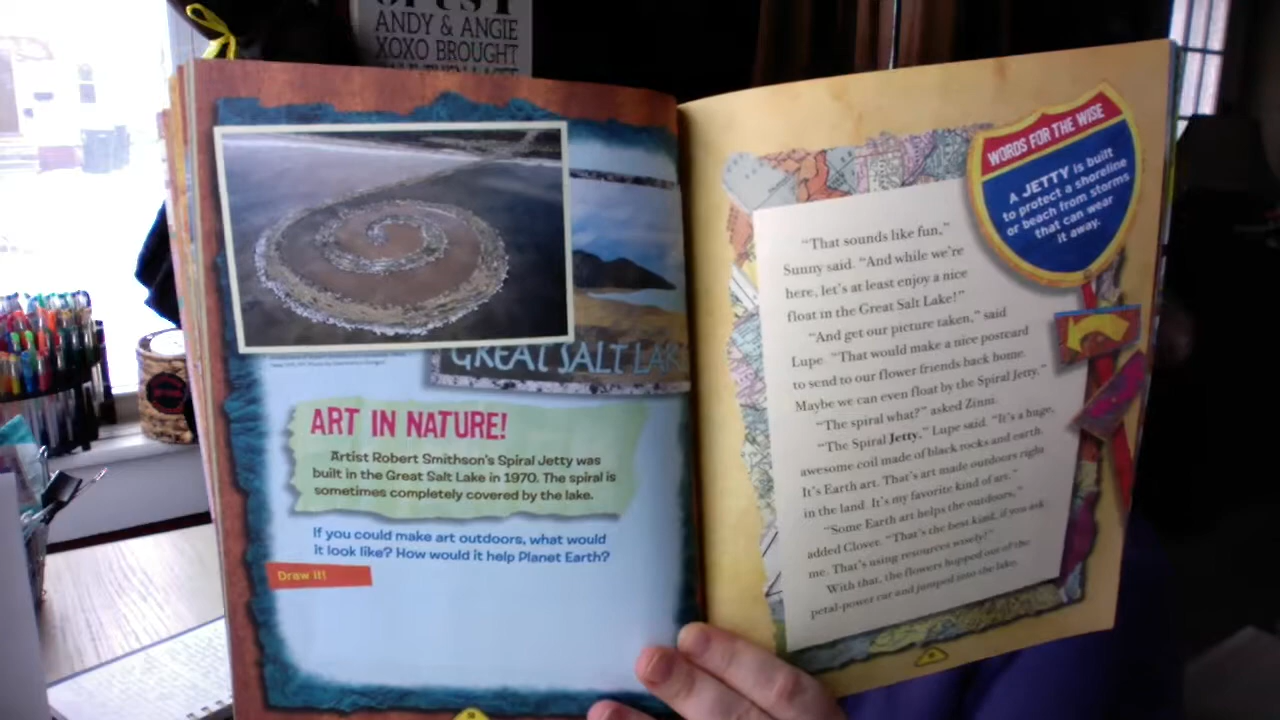 ANDY & ANGIE
XOXO BROUGHT
GREAT SALT LAK
ART IN NATURE!
Artist Robert Smithson's Spiral Jetty was
built in the Great Salt Lake in 1970. The spiral is
sometimes completely covered by the lake.
If you could make art outdoors, what would
it look like? How would it help Planet Earth?
Draw It!
WORDS FOR THE WISE
A JETTY is built
to protect a shoreline
or beach from storms
that can wear
it away.
"That sounds like fun,"
Sunny said. "And while we're
here, let's at least enjoy a nice
float in the Great Salt Lake!"
"And get our picture taken," said
Lupe. "That would make a nice postcard
to send to our flower friends back home.
Maybe we can even float by the Spiral Jetty."
"The spiral what?" asked Zinni.
"The Spiral Jetty," Lupe said. "It's a huge,
awesome coil made of black rocks and earth.
It's Earth art. That's art made outdoors right
in the land. It's my favorite kind of art."
"Some Earth art helps the outdoors,"
added Clover. "That's the best kind, if you ask
me. That's using resources wisely!"
With that, the flowers hopped out of the
petal-power car and jumped into the lake.